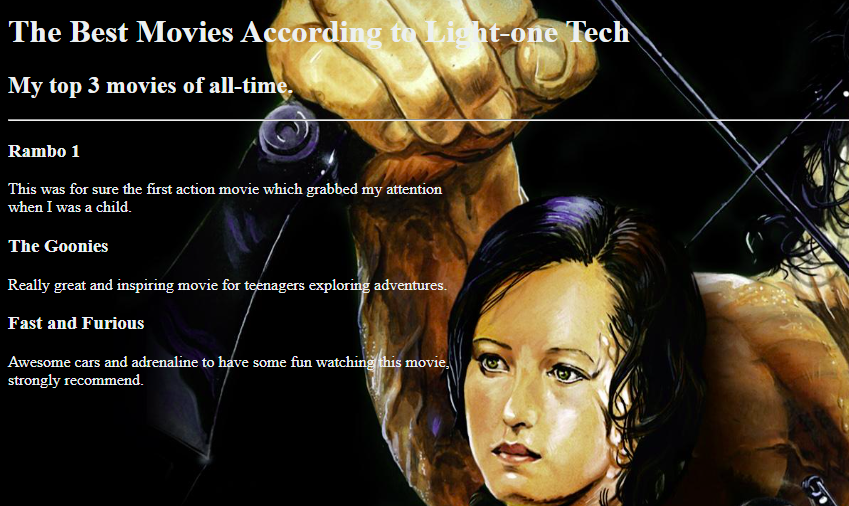 The Best Movies According to Light-one Tech
My top 3 movies of all-time.
Rambo 1
This was for sure the first action movie which grabbed my attention
when I was a child.
The Goonies
Really great and inspiring movie for teenagers exploring adventures.
Fast and Furious
Awesome cars and adrenaline to have some fun watching this movie,
strongly recommend.